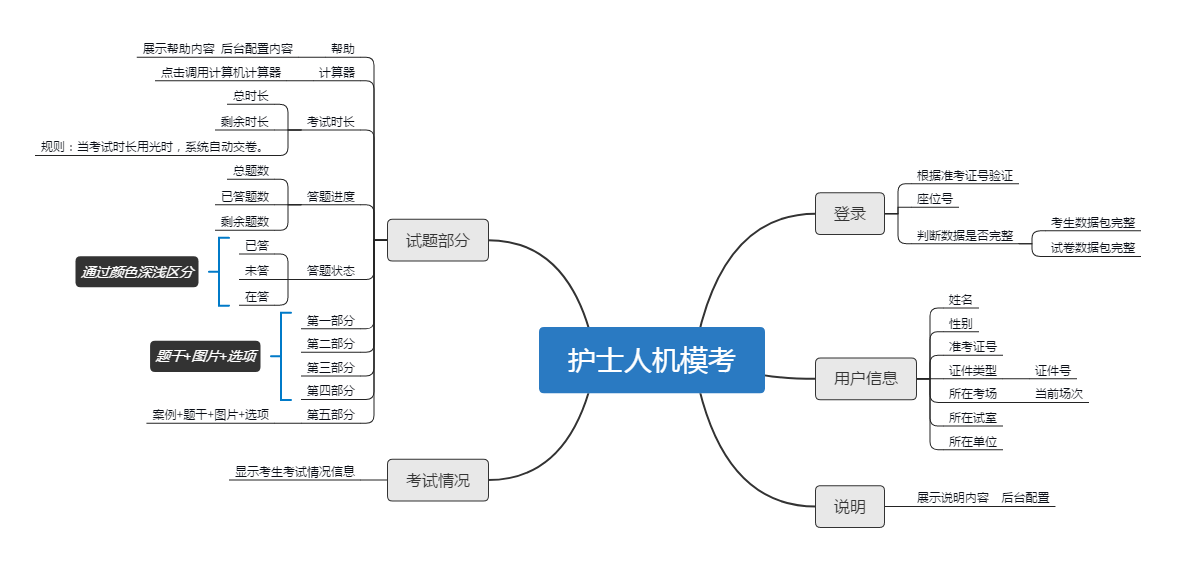 护士人机模考
登录
根据准考证号验证
座位号
判断数据是否完整
考生数据包完整
试卷数据包完整
用户信息
姓名
性别
准考证号
证件类型
证件号
所在考场
当前场次
所在试室
所在单位
说明
展示说明内容 后台配置
试题部分
帮助
展示帮助内容 后台配置内容
计算器
点击调用计算机计算器
考试时长
总时长
剩余时长
规则：当考试时长用光时，系统自动交卷。
答题进度
总题数
已答题数
剩余题数
答题状态
已答
未答
在答
通过颜色深浅区分
第一部分
第二部分
第三部分
第四部分
题干+图片+选项
第五部分
案例+题干+图片+选项
考试情况
显示考生考试情况信息